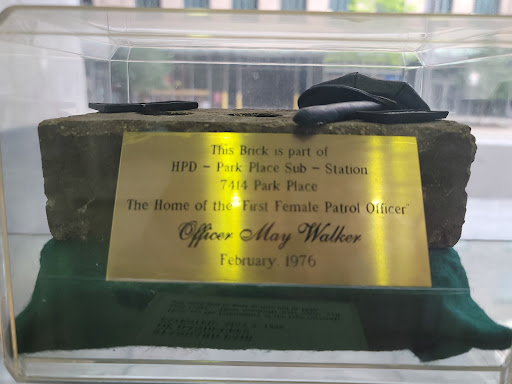 This Brick is part of
HPD - Park Place Sub - Station
7414 Park Place
The Home of the "First Female Patrol Officer"
Officer May Walker
February 1976